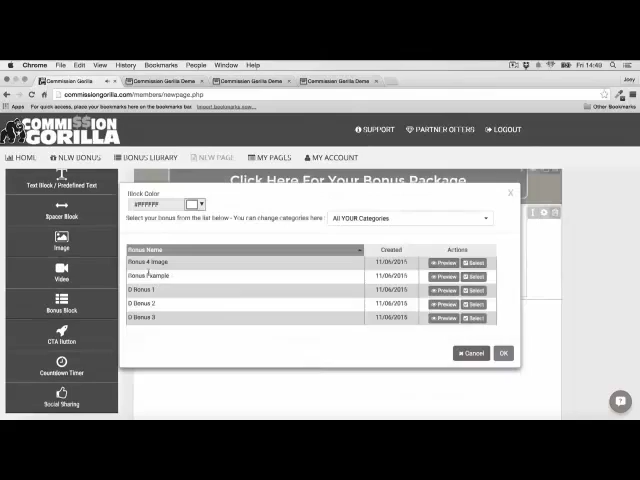 Chrome File Edit View History Bookmarks People Window Help Fri 14:49
Commission Gorilla Commission Gorilla Demo Commission Gorilla Demo Commission Gorilla Demo Joey
commissiongorilla.com/members/newpage.php
Apps For quick access, place your bookmarks here on the bookmarks bar. Import bookmarks now... Other Bookmarks
COMMI$$ION
GORILLA
SUPPORT PARTNER OFFERS LOGOUT
HOME NEW BONUS BONUS LIBRARY NEW PAGE MY PAGES MY ACCOUNT
Text Block / Predefined Text
Spacer Block
Image
Video
Bonus Block
CTA Button
Countdown Timer
Social Sharing
Click Here For Your Bonus Package
Block Color X
#FFFFFF
Select your bonus from the list below - You can change categories here : All YOUR Categories
Bonus Name Created Actions
Bonus 4 Image 11/06/2015 Preview Select
Bonus Example 11/06/2015 Preview Select
D Bonus 1 11/06/2015 Preview Select
D Bonus 2 11/06/2015 Preview Select
D Bonus 3 11/06/2015 Preview Select
Cancel OK